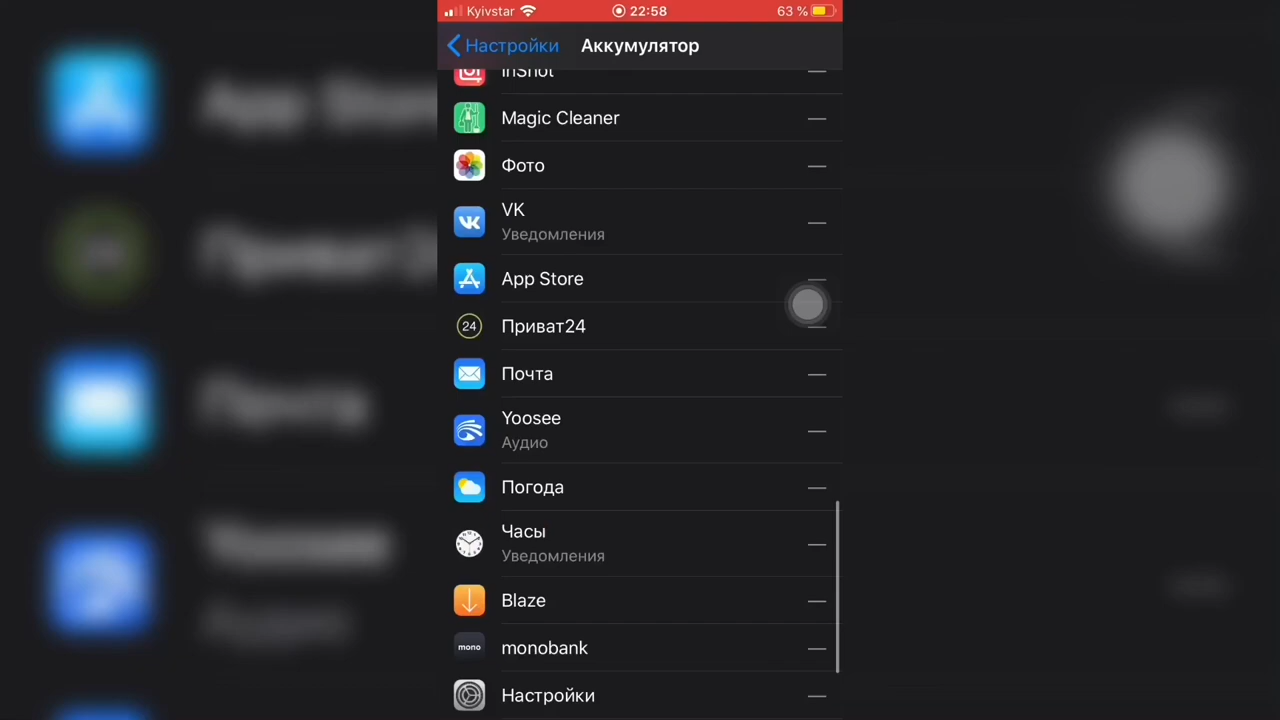 Kyivstar 22:58 63 %
Настройки Аккумулятор
InShot —
Magic Cleaner —
Фото —
VK
Уведомления —
App Store —
24 Приват24 —
Почта —
Yoosee
Аудио —
Погода —
Часы
Уведомления —
Blaze —
mono monobank —
Настройки —